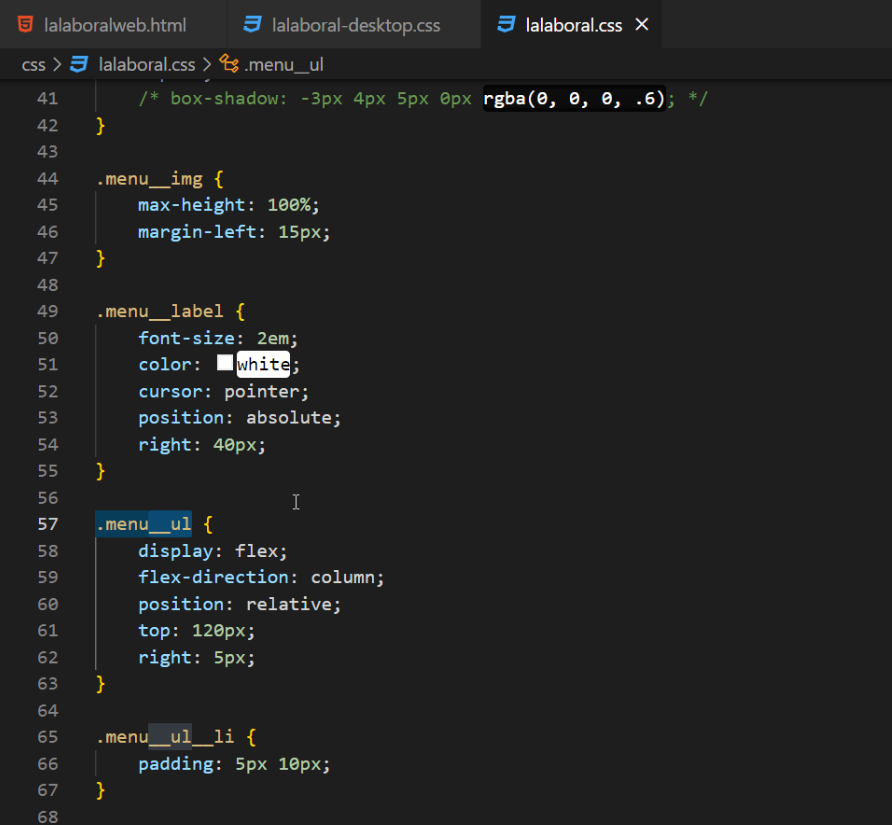 lalaboralweb.html lalaboral-desktop.css lalaboral.css ×
css > lalaboral.css > .menu__ul
41 /* box-shadow: -3px 4px 5px 0px rgba(0, 0, 0, .6); */
42 }
43
44 .menu__img {
45 max-height: 100%;
46 margin-left: 15px;
47 }
48
49 .menu__label {
50 font-size: 2em;
51 color: white;
52 cursor: pointer;
53 position: absolute;
54 right: 40px;
55 }
56
57 .menu__ul {
58 display: flex;
59 flex-direction: column;
60 position: relative;
61 top: 120px;
62 right: 5px;
63 }
64
65 .menu__ul__li {
66 padding: 5px 10px;
67 }
68